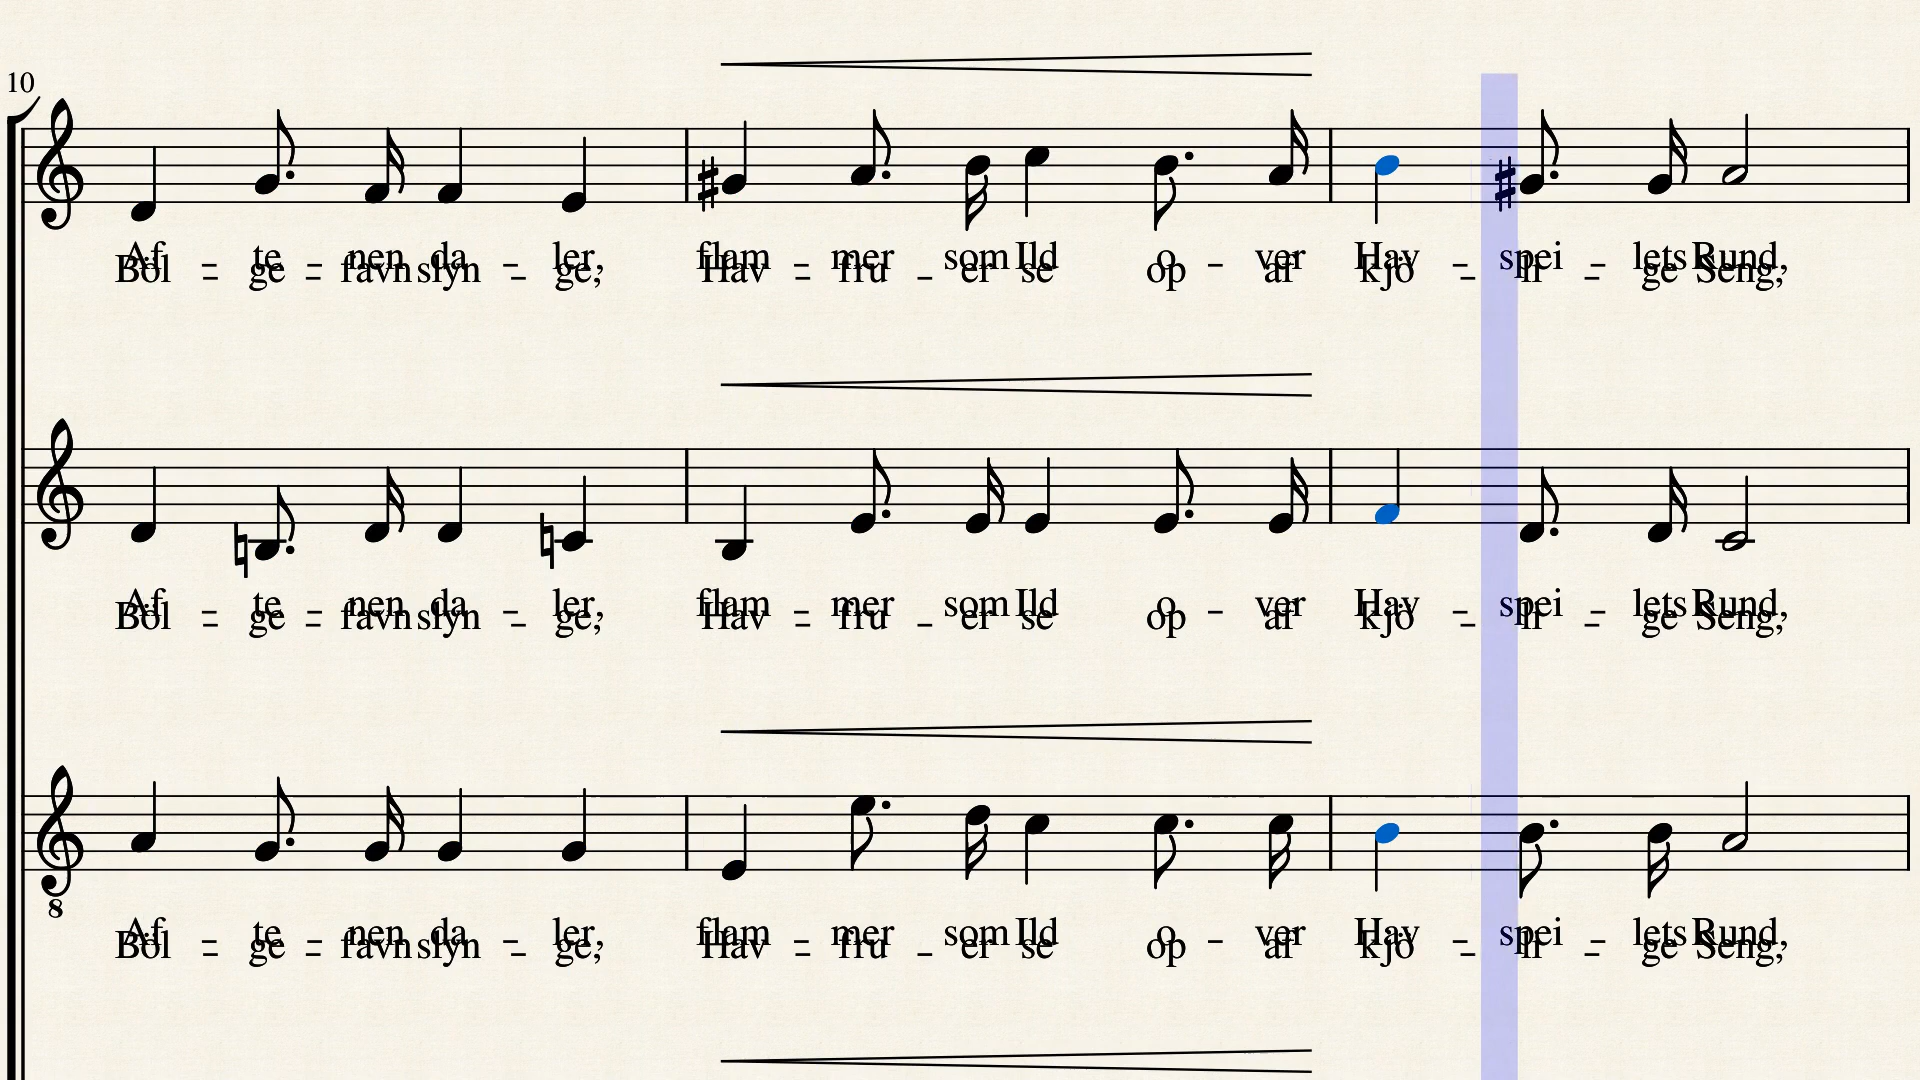 10
Af - te - nen da - ler, flam - mer som Ild o - ver Hav - spei - lets Rund,
Böl - ge - favn slyn - ge, Hav - fru - er se op af kjö - li - ge Seng,
Af - te - nen da - ler, flam - mer som Ild o - ver Hav - spei - lets Rund,
Böl - ge - favn slyn - ge, Hav - fru - er se op af kjö - li - ge Seng,
8
Af - te - nen da - ler, flam - mer som Ild o - ver Hav - spei - lets Rund,
Böl - ge - favn slyn - ge, Hav - fru - er se op af kjö - li - ge Seng,